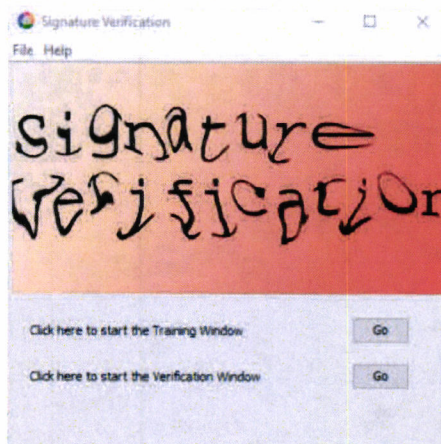 Signature Verification
File Help
signature
verification
Click here to start the Training Window Go
Click here to start the Verification Window Go